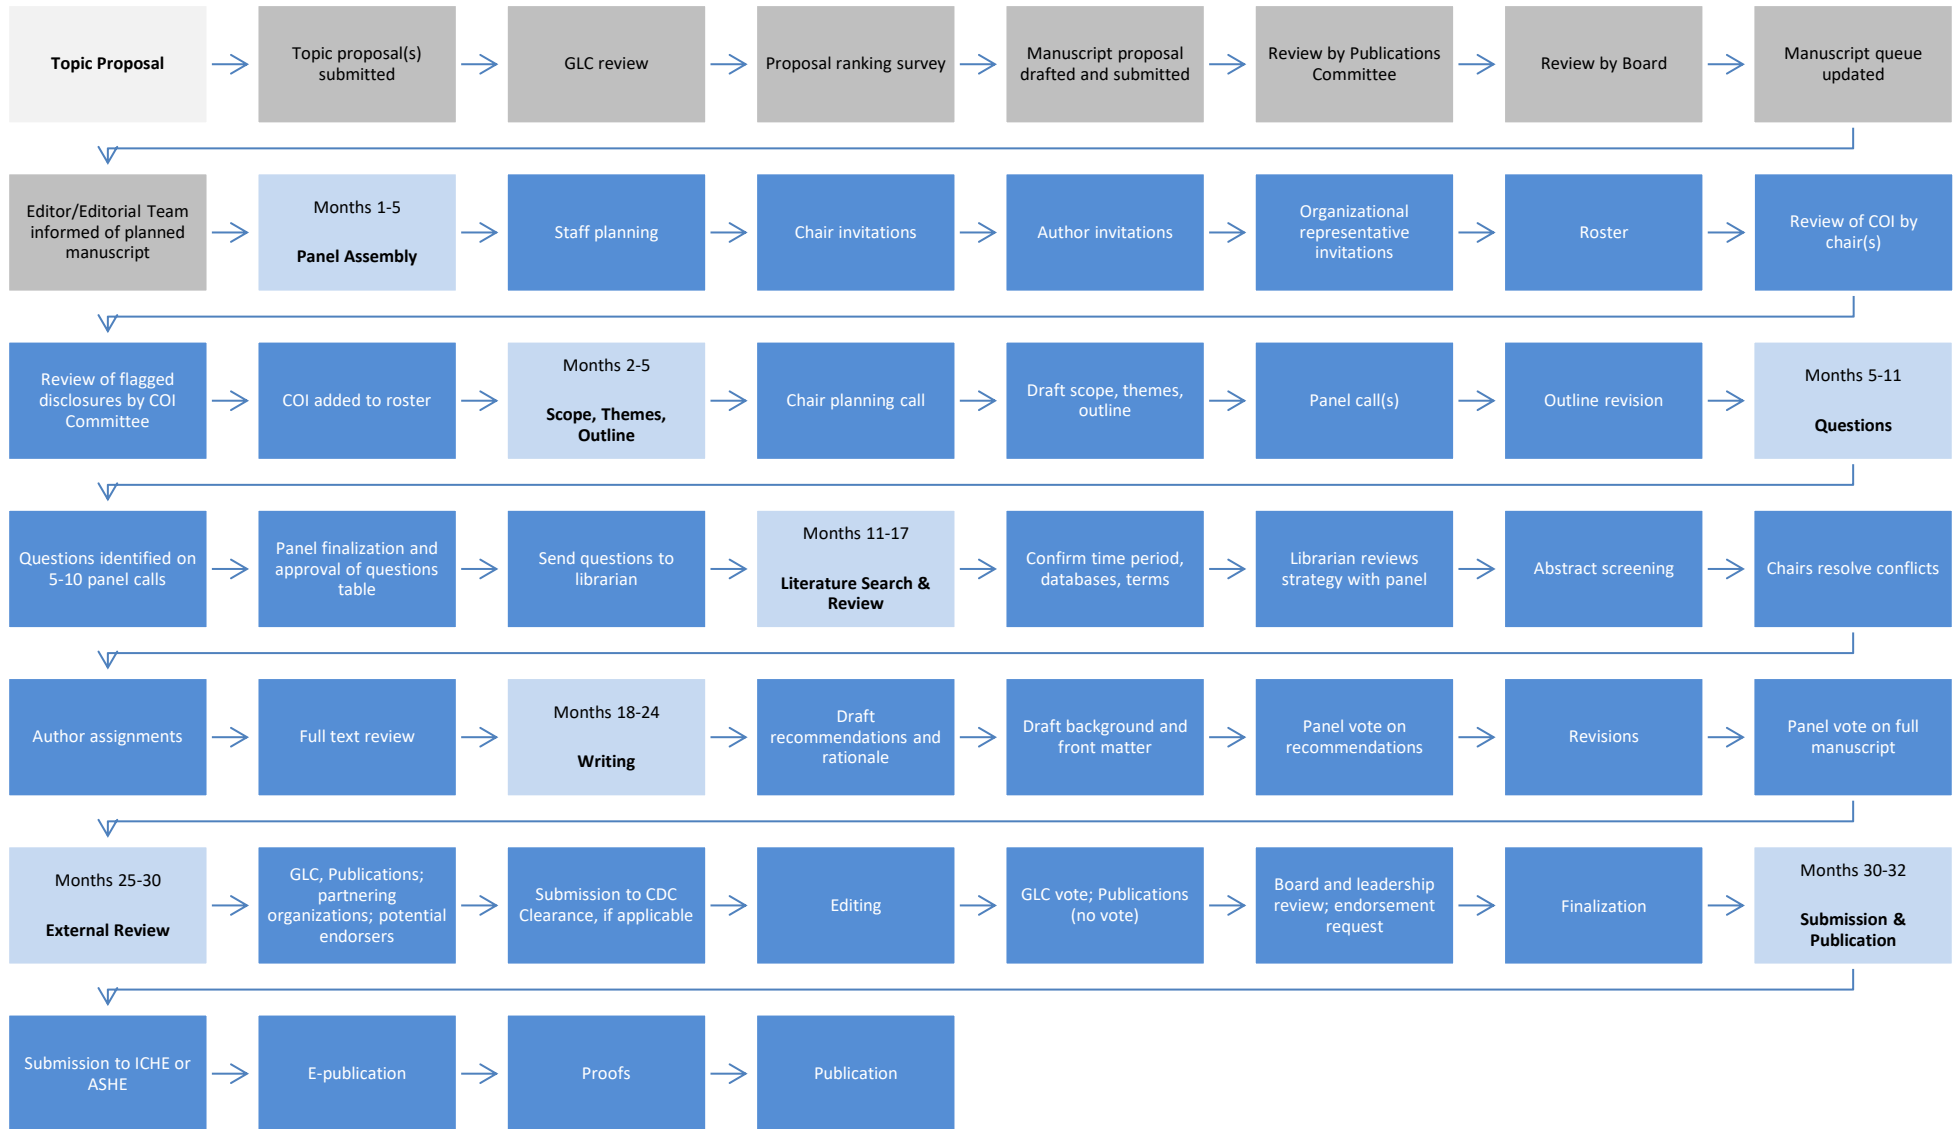 Topic Proposal
Topic proposal(s)
submitted
GLC review
Proposal ranking survey
Manuscript proposal
drafted and submitted
Review by Publications
Committee
Review by Board
Manuscript queue
updated
Editor/Editorial Team
informed of planned
manuscript
Months 1-5
Panel Assembly
Staff planning
Chair invitations
Author invitations
Organizational
representative
invitations
Roster
Review of COI by
chair(s)
Review of flagged
disclosures by COI
Committee
COI added to roster
Months 2-5
Scope, Themes,
Outline
Chair planning call
Draft scope, themes,
outline
Panel call(s)
Outline revision
Months 5-11
Questions
Questions identified on
5-10 panel calls
Panel finalization and
approval of questions
table
Send questions to
librarian
Months 11-17
Literature Search &
Review
Confirm time period,
databases, terms
Librarian reviews
strategy with panel
Abstract screening
Chairs resolve conflicts
Author assignments
Full text review
Months 18-24
Writing
Draft
recommendations and
rationale
Draft background and
front matter
Panel vote on
recommendations
Revisions
Panel vote on full
manuscript
Months 25-30
External Review
GLC, Publications;
partnering
organizations; potential
endorsers
Submission to CDC
Clearance, if applicable
Editing
GLC vote; Publications
(no vote)
Board and leadership
review; endorsement
request
Finalization
Months 30-32
Submission &
Publication
Submission to ICHE or
ASHE
E-publication
Proofs
Publication